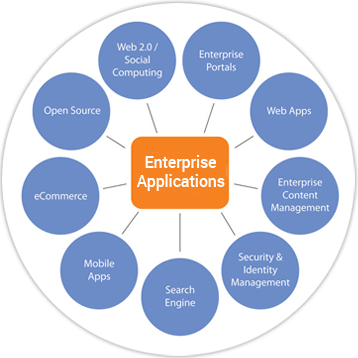 Web 2.0 /
Social
Computing
Enterprise
Portals
Open Source
Web Apps
Enterprise
Applications
eCommerce
Enterprise
Content
Management
Mobile
Apps
Security &
Identity
Management
Search
Engine